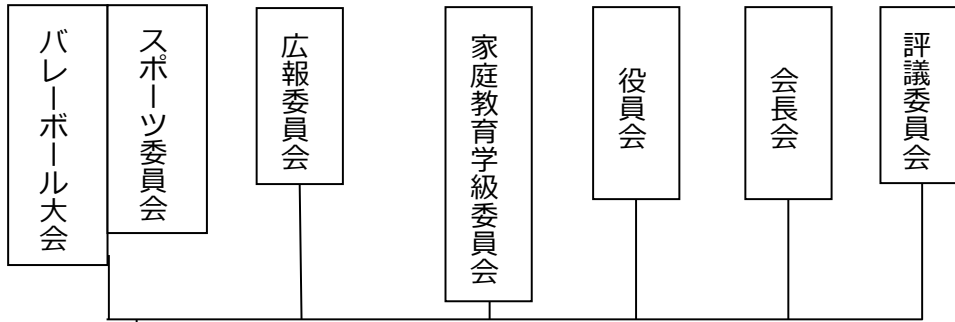 評議委員会
会長会
役員会
家庭教育学級委員会
広報委員会
スポーツ委員会
バレーボール大会